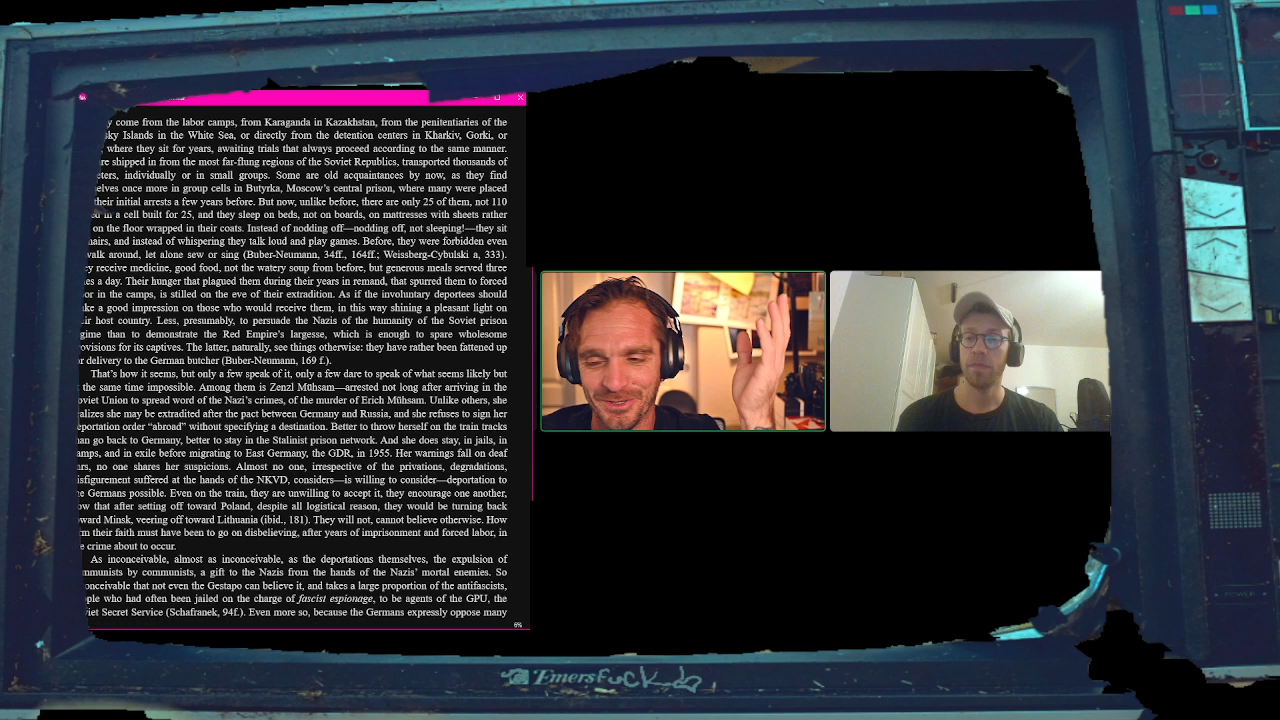 come from the labor camps, from Karaganda in Kazakhstan, from the penitentiaries of the
Islands in the White Sea, or directly from the detention centers in Kharkiv, Gorki, or
, where they sit for years, awaiting trials that always proceed according to the same manner.
shipped in from the most far-flung regions of the Soviet Republics, transported thousands of
individually or in small groups. Some are old acquaintances by now, as they find
once more in group cells in Butyrka, Moscow's central prison, where many were placed
their initial arrests a few years before. But now, unlike before, there are only 25 of them, not 110
in a cell built for 25, and they sleep on beds, not on boards, on mattresses with sheets rather
on the floor wrapped in their coats. Instead of nodding off—nodding off, not sleeping!—they sit
and instead of whispering they talk loud and play games. Before, they were forbidden even
walk around, let alone sew or sing (Buber-Neumann, 34ff., 164ff.; Weissberg-Cybulski a, 333).
receive medicine, good food, not the watery soup from before, but generous meals served three
a day. Their hunger that plagued them during their years in remand, that spurred them to forced
in the camps, is stilled on the eve of their extradition. As if the involuntary deportees should
a good impression on those who would receive them, in this way shining a pleasant light on
host country. Less, presumably, to persuade the Nazis of the humanity of the Soviet prison
than to demonstrate the Red Empire's largesse, which is enough to spare wholesome
for its captives. The latter, naturally, see things otherwise: they have rather been fattened up
delivery to the German butcher (Buber-Neumann, 169 f.).
That's how it seems, but only a few speak of it, only a few dare to speak of what seems likely but
the same time impossible. Among them is Zenzl Mühsam—arrested not long after arriving in the
Union to spread word of the Nazi's crimes, of the murder of Erich Mühsam. Unlike others, she
she may be extradited after the pact between Germany and Russia, and she refuses to sign her
order “abroad” without specifying a destination. Better to throw herself on the train tracks
go back to Germany, better to stay in the Stalinist prison network. And she does stay, in jails, in
and in exile before migrating to East Germany, the GDR, in 1955. Her warnings fall on deaf
no one shares her suspicions. Almost no one, irrespective of the privations, degradations,
suffered at the hands of the NKVD, considers—is willing to consider—deportation to
Germans possible. Even on the train, they are unwilling to accept it, they encourage one another,
that after setting off toward Poland, despite all logistical reason, they would be turning back
Minsk, veering off toward Lithuania (ibid., 181). They will not, cannot believe otherwise. How
their faith must have been to go on disbelieving, after years of imprisonment and forced labor, in
crime about to occur.
As inconceivable, almost as inconceivable, as the deportations themselves, the expulsion of
by communists, a gift to the Nazis from the hands of the Nazis' mortal enemies. So
that not even the Gestapo can believe it, and takes a large proportion of the antifascists,
who had often been jailed on the charge of fascist espionage, to be agents of the GPU, the
Secret Service (Schafranek, 94f.). Even more so, because the Germans expressly oppose many
6%